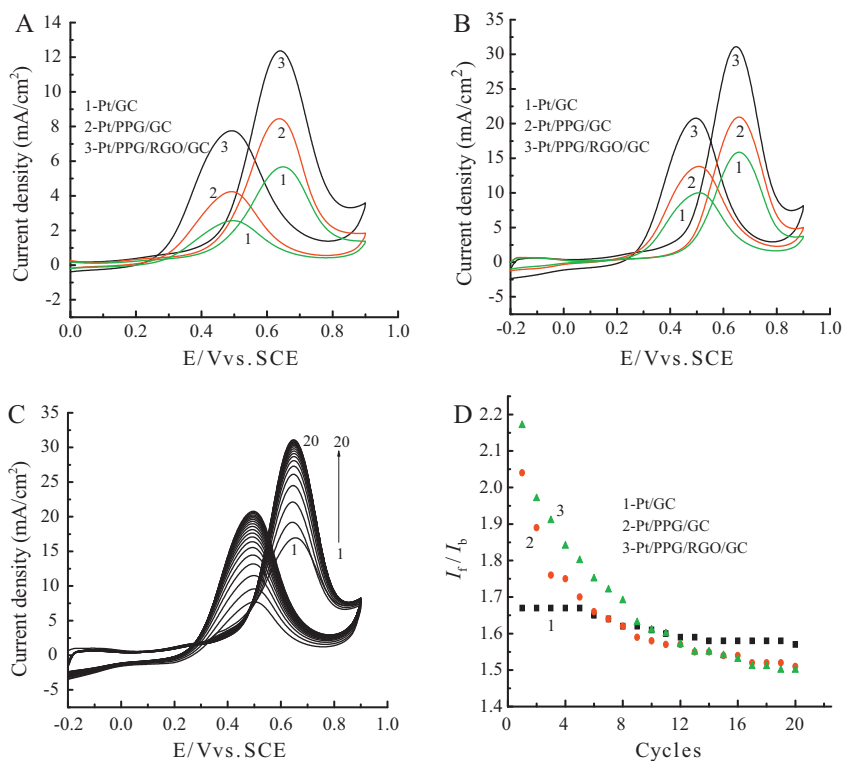 A
Current density (mA/cm²)
14
12
10
8
6
4
2
0
-2
1-Pt/GC
2-Pt/PPG/GC
3-Pt/PPG/RGO/GC
3
3
2
2
1
1
0.0 0.2 0.4 0.6 0.8 1.0
E/Vvs.SCE
B
Current density (mA/cm²)
35
30
25
20
15
10
5
0
-5
1-Pt/GC
2-Pt/PPG/GC
3-Pt/PPG/RGO/GC
3
3
2
2
1
1
-0.2 0.0 0.2 0.4 0.6 0.8 1.0
E/Vvs.SCE
C
Current density (mA/cm²)
35
30
25
20
15
10
5
0
-5
20 20
1 1
-0.2 0.0 0.2 0.4 0.6 0.8 1.0
E/Vvs.SCE
D
I_f / I_b
2.2
2.1
2.0
1.9
1.8
1.7
1.6
1.5
1.4
1-Pt/GC
2-Pt/PPG/GC
3-Pt/PPG/RGO/GC
3
2
1
0 4 8 12 16 20
Cycles